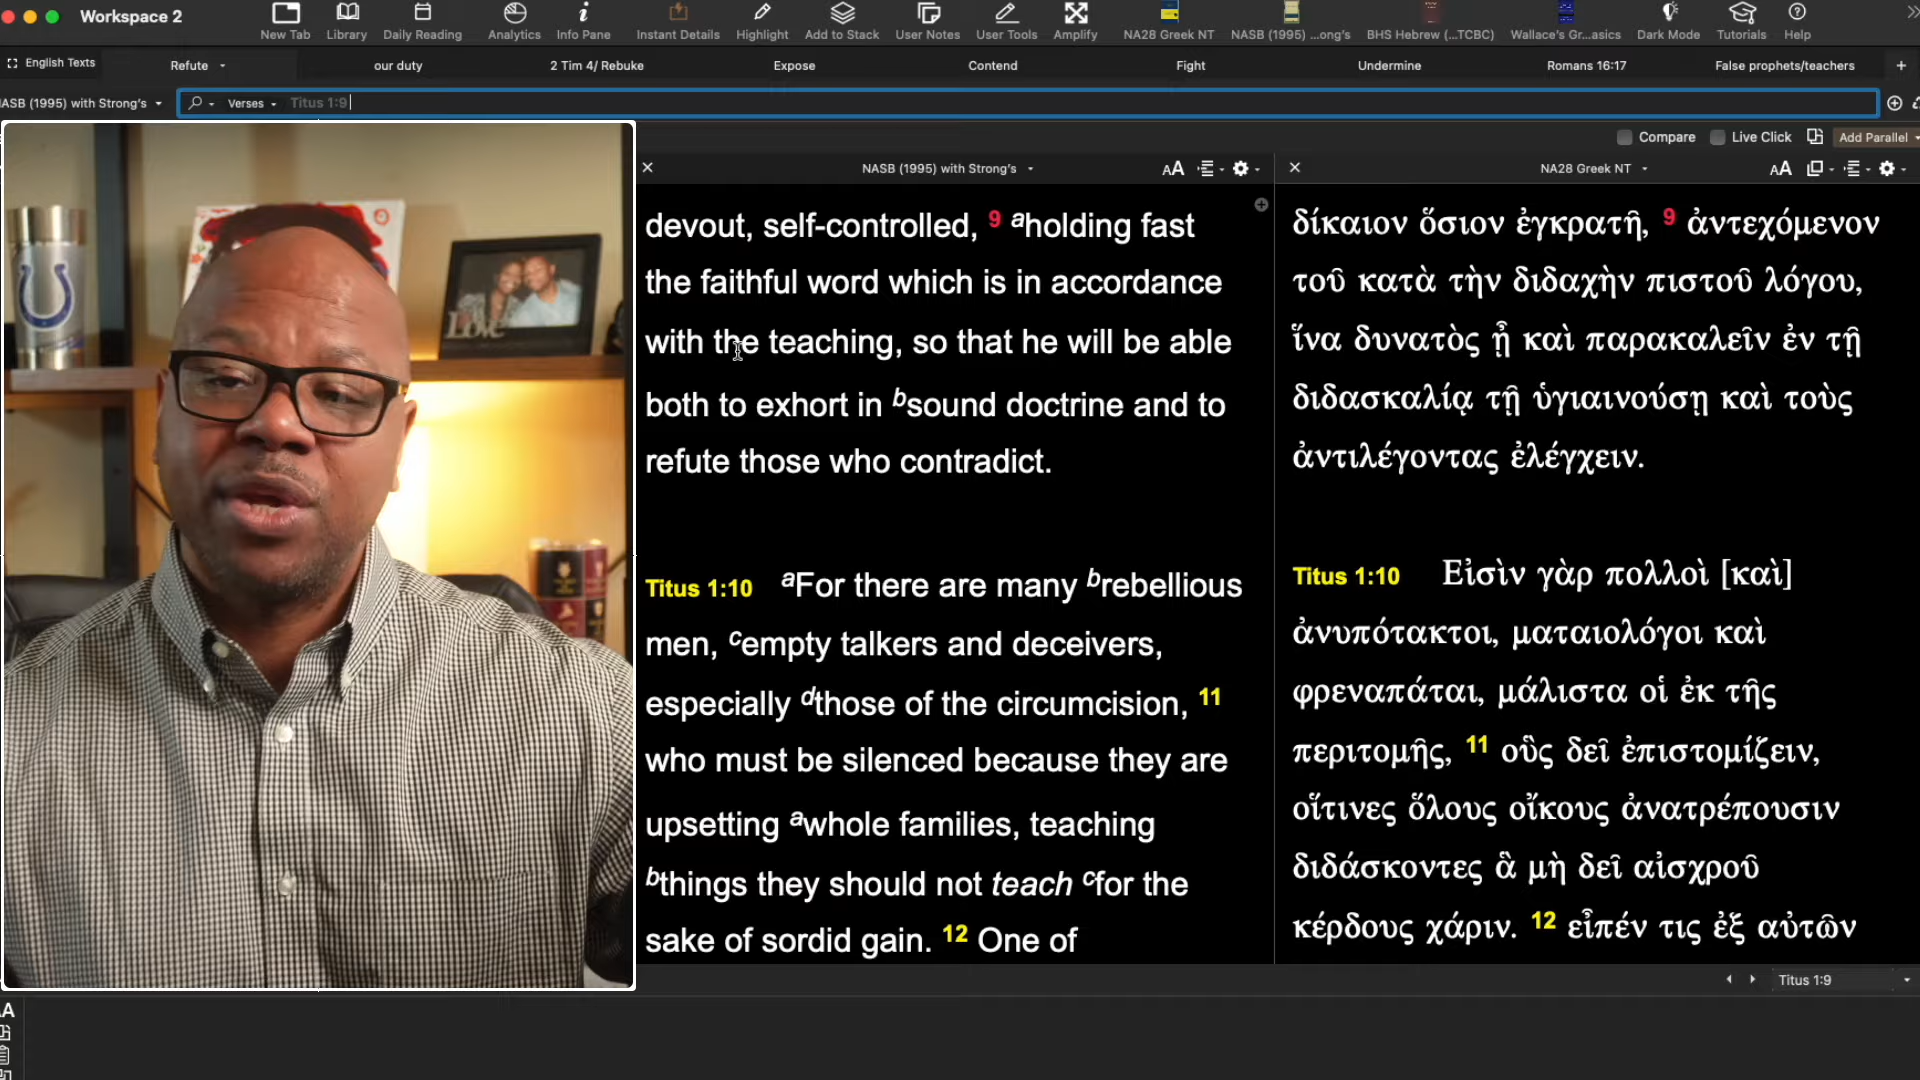 Workspace 2
New Tab
Library
Daily Reading
Analytics
Info Pane
Instant Details
Highlight
Add to Stack
User Notes
User Tools
Amplify
NA28 Greek NT
NASB (1995) ...ong's
BHS Hebrew (...TCBC)
Wallace's Gr...asics
Dark Mode
Tutorials
Help
English Texts
Refute
our duty
2 Tim 4/ Rebuke
Expose
Contend
Fight
Undermine
Romans 16:17
False prophets/teachers
ASB (1995) with Strong's
Verses
Titus 1:9
Compare
Live Click
Add Parallel
Love
NASB (1995) with Strong's
AA
devout, self-controlled, 9 aholding fast
the faithful word which is in accordance
with the teaching, so that he will be able
both to exhort in bsound doctrine and to
refute those who contradict.
Titus 1:10 aFor there are many brebellious
men, cempty talkers and deceivers,
especially dthose of the circumcision, 11
who must be silenced because they are
upsetting awhole families, teaching
bthings they should not teach cfor the
sake of sordid gain. 12 One of
NA28 Greek NT
AA
δίκαιον ὅσιον ἐγκρατῆ, 9 ἀντεχόμενον
τοῦ κατὰ τὴν διδαχὴν πιστοῦ λόγου,
ἵνα δυνατὸς ᾖ καὶ παρακαλεῖν ἐν τῇ
διδασκαλίᾳ τῇ ὑγιαινούσῃ καὶ τοὺς
ἀντιλέγοντας ἐλέγχειν.
Titus 1:10 Εἰσὶν γὰρ πολλοὶ [καὶ]
ἀνυπότακτοι, ματαιολόγοι καὶ
φρεναπάται, μάλιστα οἱ ἐκ τῆς
περιτομῆς, 11 οὓς δεῖ ἐπιστομίζειν,
οἵτινες ὅλους οἴκους ἀνατρέπουσιν
διδάσκοντες ἃ μὴ δεῖ αἰσχροῦ
κέρδους χάριν. 12 εἶπέν τις ἐξ αὐτῶν
Titus 1:9
AA